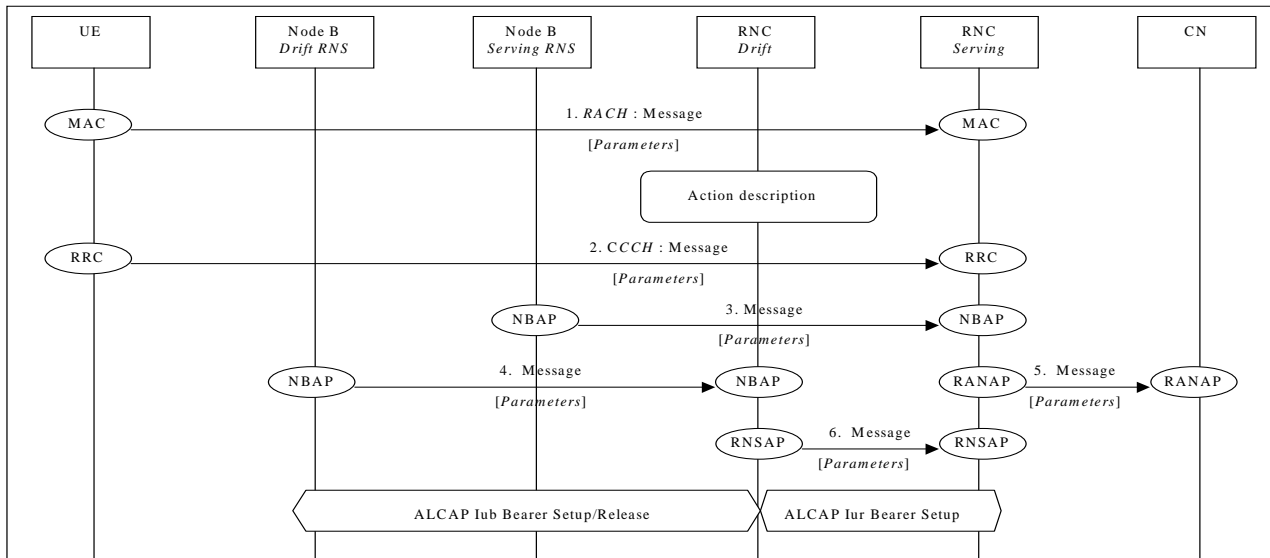 UE
Node B
Drift RNS
Node B
Serving RNS
RNC
Drift
RNC
Serving
CN
MAC
1. RACH : Message
MAC
[Parameters]
Action description
RRC
2. CCCH : Message
RRC
[Parameters]
NBAP
3. Message
NBAP
[Parameters]
NBAP
4. Message
NBAP
RANAP
5. Message
RANAP
[Parameters]
[Parameters]
RNSAP
6. Message
RNSAP
[Parameters]
ALCAP Iub Bearer Setup/Release
ALCAP Iur Bearer Setup